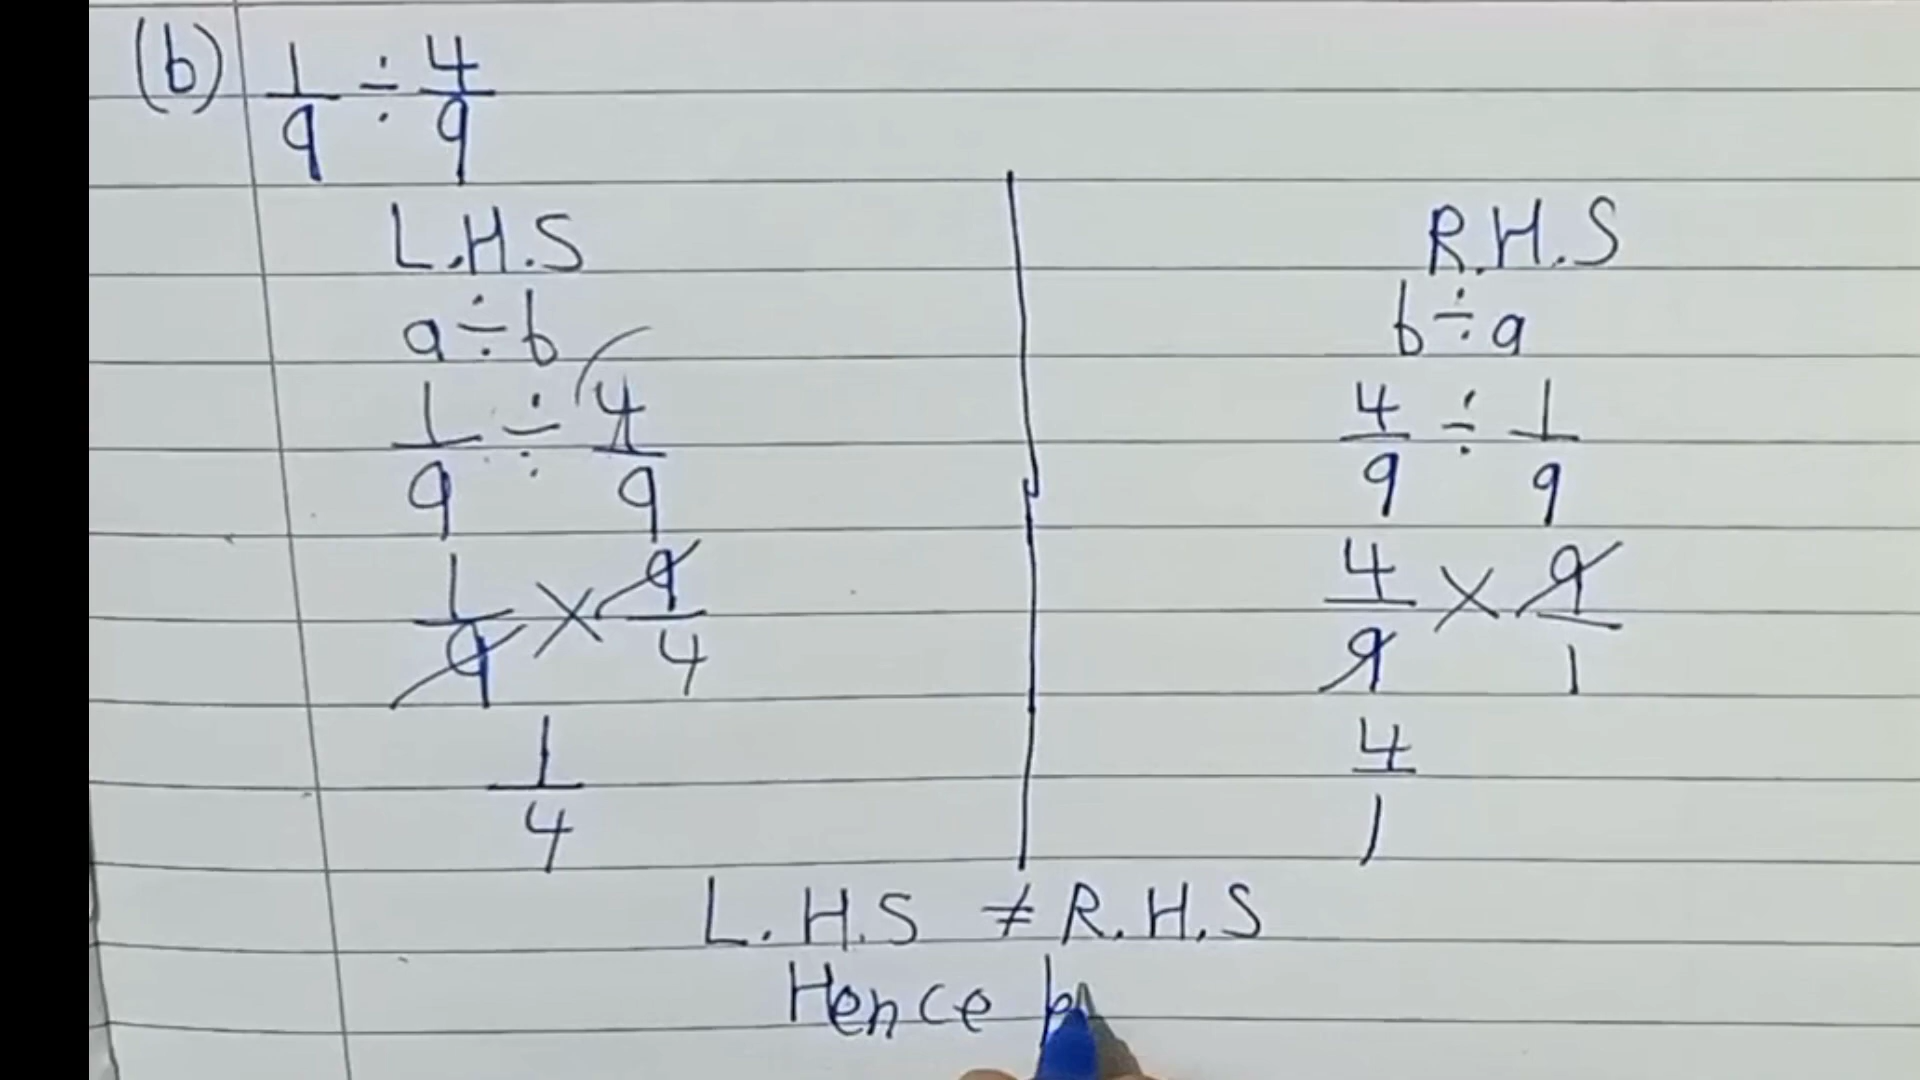 (b) 1/9 ÷ 4/9
L.H.S
a ÷ b
1/9 ÷ 4/9
1/9 × 9/4
1/4
R.H.S
b ÷ a
4/9 ÷ 1/9
4/9 × 9/1
4/1
L.H.S ≠ R.H.S
Hence